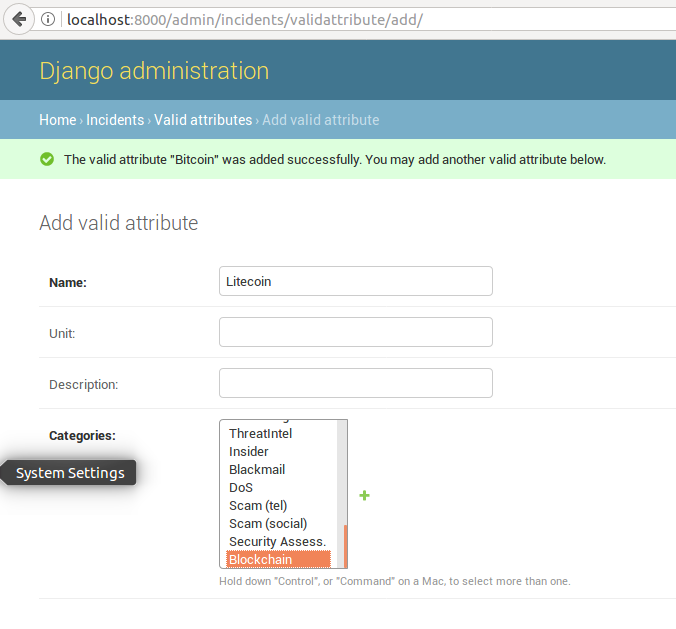 localhost:8000/admin/incidents/validattribute/add/
Django administration
Home › Incidents › Valid attributes › Add valid attribute
The valid attribute "Bitcoin" was added successfully. You may add another valid attribute below.
Add valid attribute
Name: Litecoin
Unit:
Description:
Categories:
ThreatIntel
Insider
Blackmail
System Settings
DoS
Scam (tel)
Scam (social)
Security Assess.
Blockchain
Hold down "Control", or "Command" on a Mac, to select more than one.